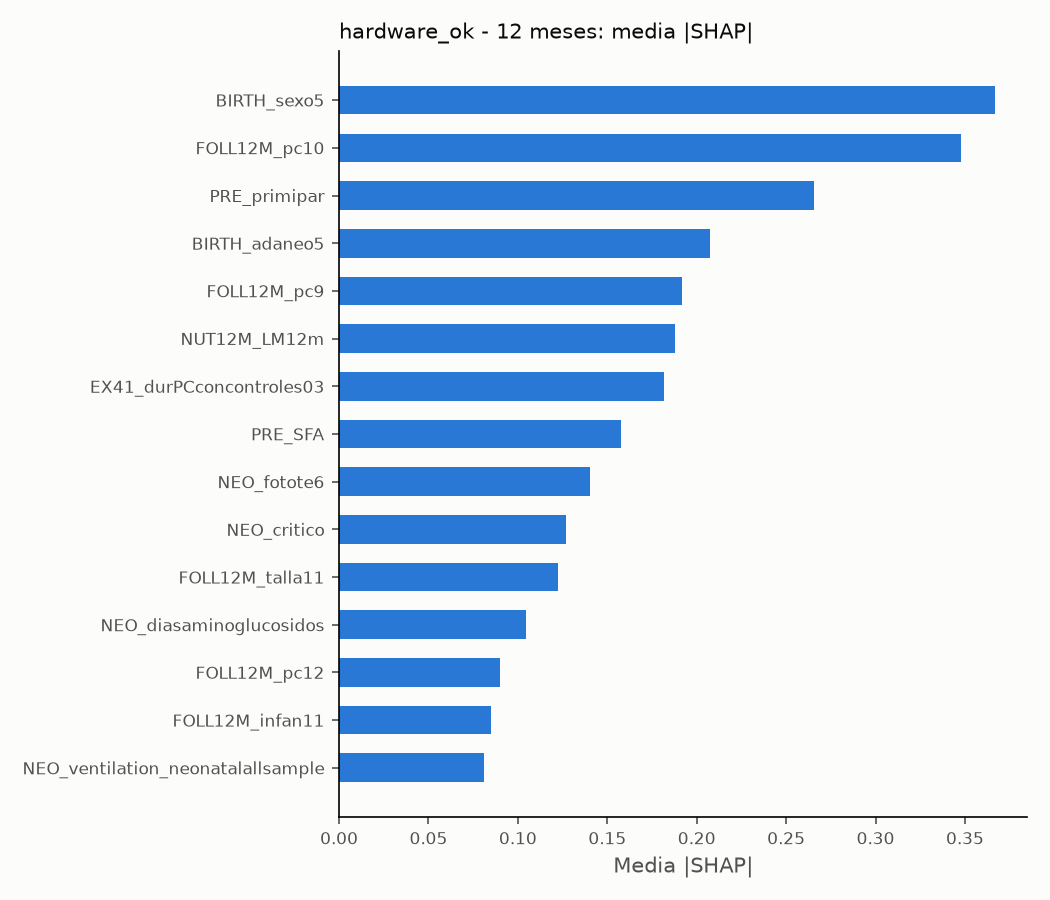 hardware_ok - 12 meses: media |SHAP|
BIRTH_sexo5
FOLL12M_pc10
PRE_primipar
BIRTH_adaneo5
FOLL12M_pc9
NUT12M_LM12m
EX41_durPCconcontroles03
PRE_SFA
NEO_fotote6
NEO_critico
FOLL12M_talla11
NEO_diasaminoglucosidos
FOLL12M_pc12
FOLL12M_infan11
NEO_ventilation_neonatalallsample
0.00 0.05 0.10 0.15 0.20 0.25 0.30 0.35
Media |SHAP|